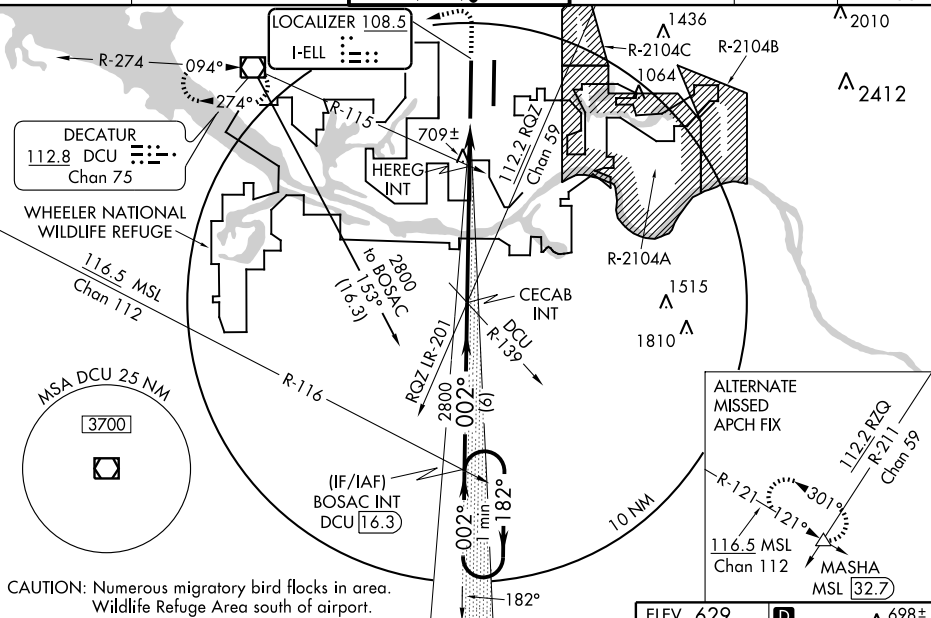 LOCALIZER 108.5
I-ELL
1436
2010
R-2104C
R-2104B
1064
2412
R-274
094°
274°
R-115
709±
112.2 RQZ
Chan 59
DECATUR
112.8 DCU
Chan 75
HEREG
INT
WHEELER NATIONAL
WILDLIFE REFUGE
R-2104A
116.5 MSL
Chan 112
2800
to BOSAC
153°
(16.3)
CECAB
INT
1515
1810
DCU
R-139
RQZ LR-201
R-116
2800
002°
(6)
MSA DCU 25 NM
3700
ALTERNATE
MISSED
APCH FIX
112.2 RZQ
R-211
Chan 59
(IF/IAF)
BOSAC INT
DCU 16.3
002°
1 min
182°
10 NM
R-121
301°
121°
116.5 MSL
Chan 112
MASHA
MSL 32.7
CAUTION: Numerous migratory bird flocks in area.
Wildlife Refuge Area south of airport.
182°
ELEV 629
D
698±